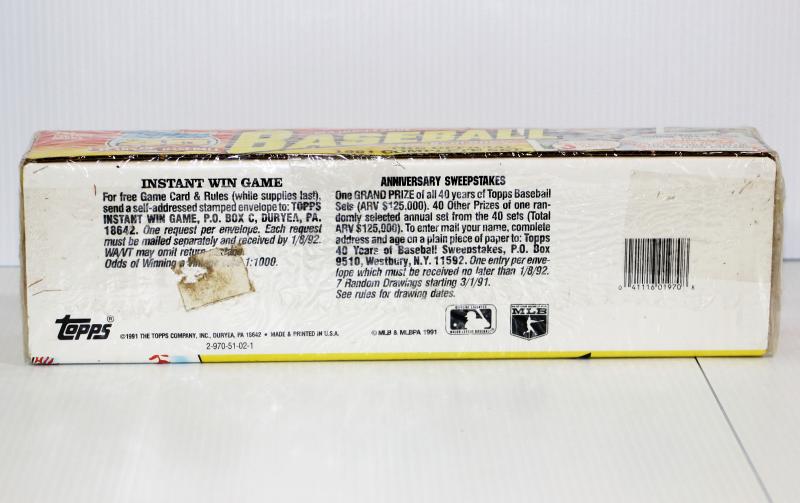 BASEBALL
INSTANT WIN GAME
For free Game Card & Rules (while supplies last),
send a self-addressed stamped envelope to: TOPPS
INSTANT WIN GAME, P.O. BOX C, DURYEA, PA.
18642. One request per envelope. Each request
must be mailed separately and received by 1/8/92.
WA/VT may omit return
Odds of Winning a 1:1000.
ANNIVERSARY SWEEPSTAKES
One GRAND PRIZE of all 40 years of Topps Baseball
Sets (ARV $125,000). 40 Other Prizes of one ran-
domly selected annual set from the 40 sets (Total
ARV $125,000). To enter mail your name, complete
address and age on a plain piece of paper to: Topps
40 Years of Baseball Sweepstakes, P.O. Box
9510, Westbury, N.Y. 11592. One entry per enve-
lope which must be received no later than 1/8/92.
7 Random Drawings starting 3/1/91.
See rules for drawing dates.
0 41116 01970 6
TOPPS®
©1991 THE TOPPS COMPANY, INC., DURYEA, PA 18642 • MADE & PRINTED IN U.S.A.
© MLB & MLBPA 1991
MLB
2-970-51-02-1